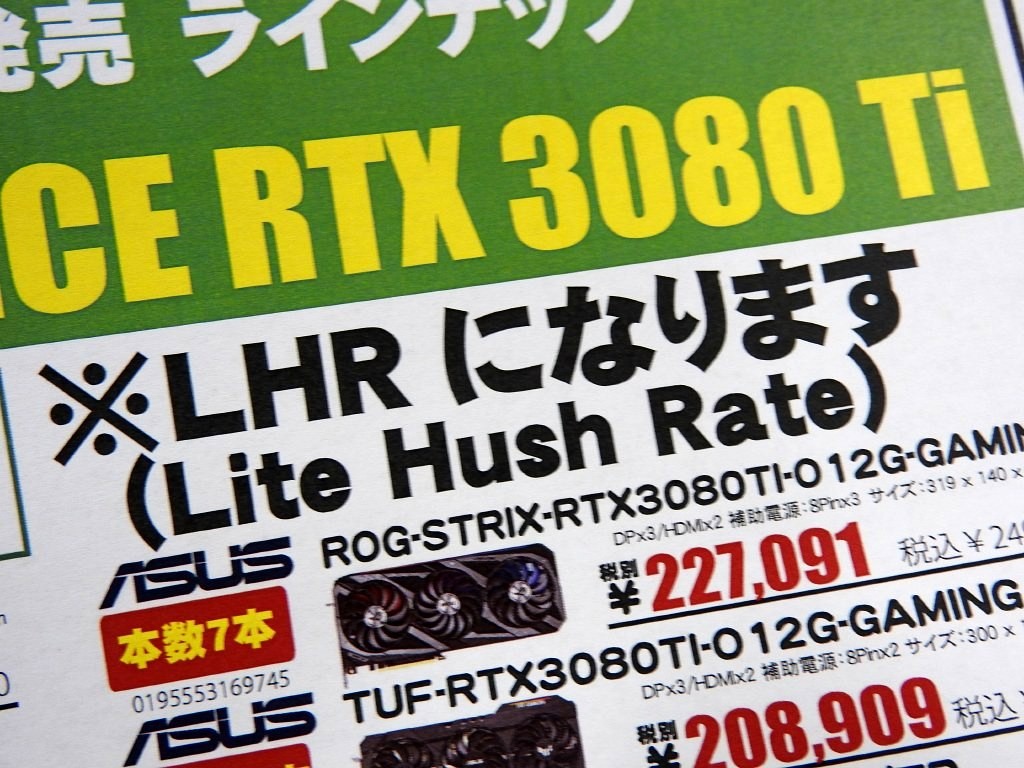 発売 ラインナップ
CE RTX 3080 Ti
※LHR になります
(Lite Hush Rate)
ASUS
本数7本
0195553169745
ROG-STRIX-RTX3080TI-O12G-GAMIN
DPx3/HDMIx2 補助電源:8Pinx3 サイズ:319 x 140 x
税別 ¥227,091 税込¥24
ASUS
TUF-RTX3080TI-O12G-GAMING
DPx3/HDMIx2 補助電源:8Pinx2 サイズ:300 x
税別 ¥208,909 税込